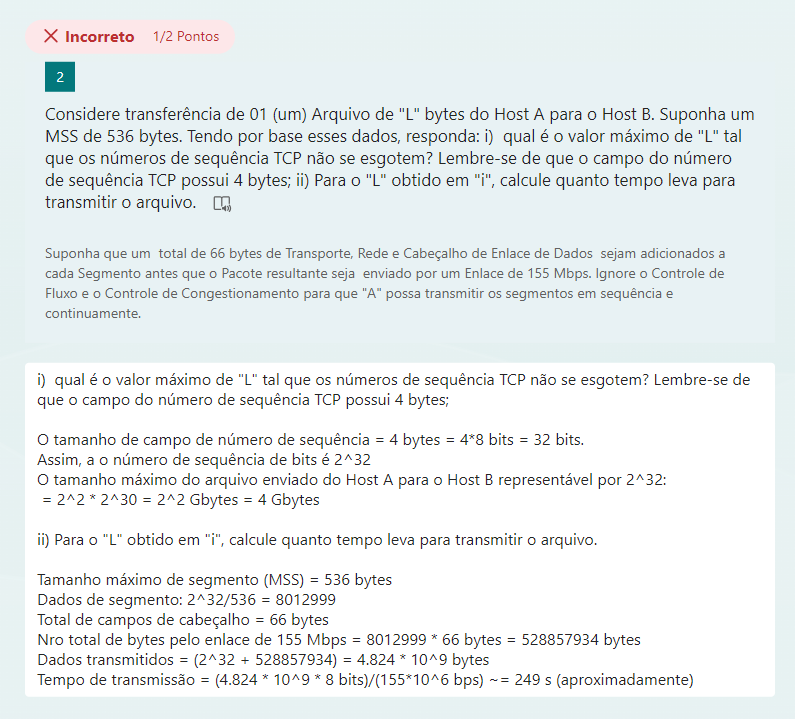 Incorreto 1/2 Pontos
2
Considere transferência de 01 (um) Arquivo de "L" bytes do Host A para o Host B. Suponha um
MSS de 536 bytes. Tendo por base esses dados, responda: i)  qual é o valor máximo de "L" tal
que os números de sequência TCP não se esgotem? Lembre-se de que o campo do número
de sequência TCP possui 4 bytes; ii) Para o "L" obtido em "i", calcule quanto tempo leva para
transmitir o arquivo.
Suponha que um  total de 66 bytes de Transporte, Rede e Cabeçalho de Enlace de Dados  sejam adicionados a
cada Segmento antes que o Pacote resultante seja  enviado por um Enlace de 155 Mbps. Ignore o Controle de
Fluxo e o Controle de Congestionamento para que "A" possa transmitir os segmentos em sequência e
continuamente.
i)  qual é o valor máximo de "L" tal que os números de sequência TCP não se esgotem? Lembre-se de
que o campo do número de sequência TCP possui 4 bytes;
O tamanho de campo de número de sequência = 4 bytes = 4*8 bits = 32 bits.
Assim, a o número de sequência de bits é 2^32
O tamanho máximo do arquivo enviado do Host A para o Host B representável por 2^32:
= 2^2 * 2^30 = 2^2 Gbytes = 4 Gbytes
ii) Para o "L" obtido em "i", calcule quanto tempo leva para transmitir o arquivo.
Tamanho máximo de segmento (MSS) = 536 bytes
Dados de segmento: 2^32/536 = 8012999
Total de campos de cabeçalho = 66 bytes
Nro total de bytes pelo enlace de 155 Mbps = 8012999 * 66 bytes = 528857934 bytes
Dados transmitidos = (2^32 + 528857934) = 4.824 * 10^9 bytes
Tempo de transmissão = (4.824 * 10^9 * 8 bits)/(155*10^6 bps) ~= 249 s (aproximadamente)